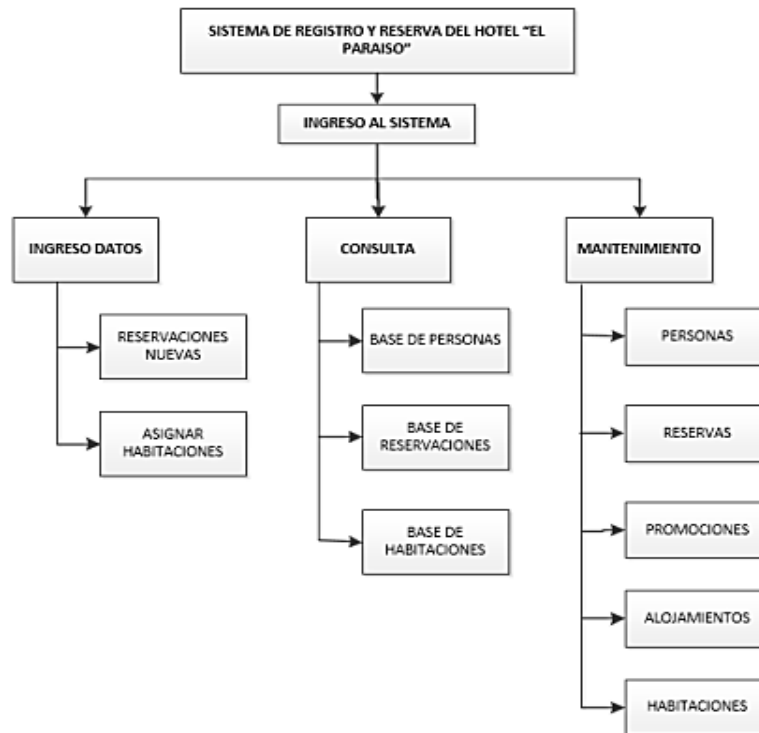 SISTEMA DE REGISTRO Y RESERVA DEL HOTEL “EL
PARAISO”
INGRESO AL SISTEMA
INGRESO DATOS
RESERVACIONES
NUEVAS
ASIGNAR
HABITACIONES
CONSULTA
BASE DE PERSONAS
BASE DE
RESERVACIONES
BASE DE
HABITACIONES
MANTENIMIENTO
PERSONAS
RESERVAS
PROMOCIONES
ALOJAMIENTOS
HABITACIONES